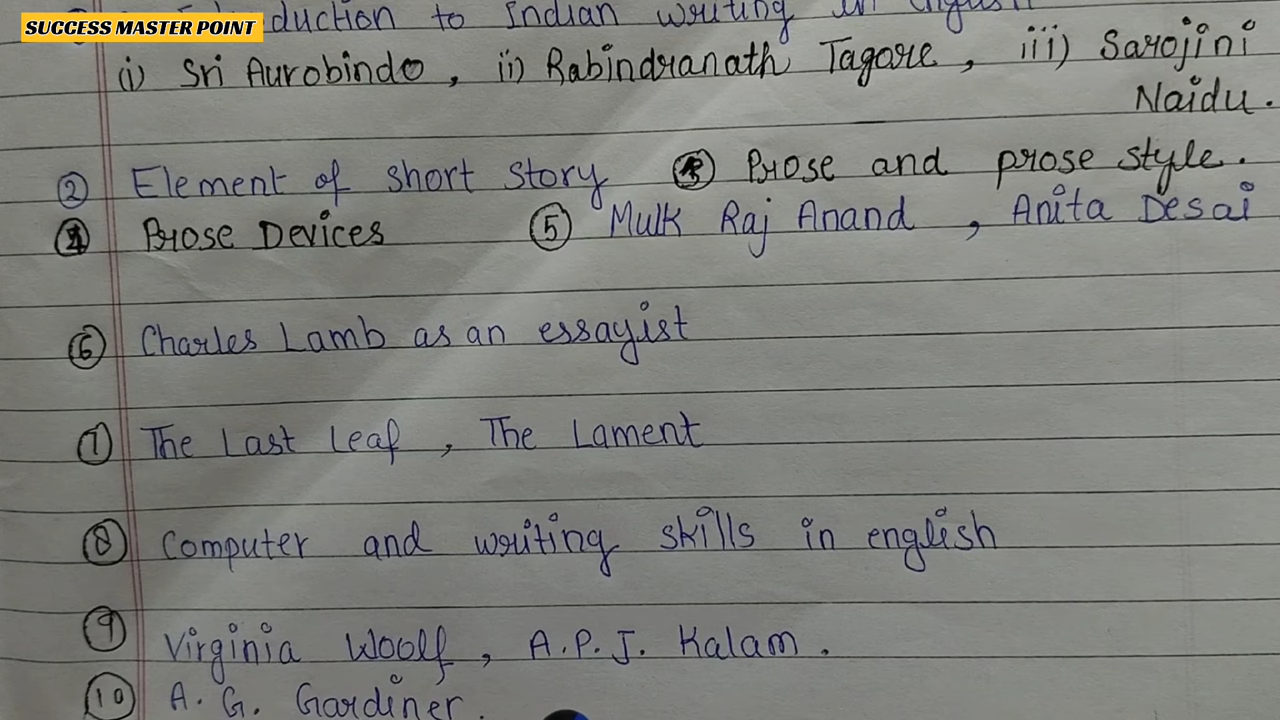 SUCCESS MASTER POINT
duction to Indian writing in English
(i) Sri Aurobindo, ii) Rabindranath Tagore, iii) Sarojini
Naidu.
② Element of short story ③ Prose and prose style.
④ Prose Devices ⑤ Mulk Raj Anand, Anita Desai
⑥ Charles Lamb as an essayist
⑦ The Last Leaf, The Lament
⑧ Computer and writing skills in english
⑨ Virginia Woolf, A.P.J. Kalam.
⑩ A. G. Gardiner.